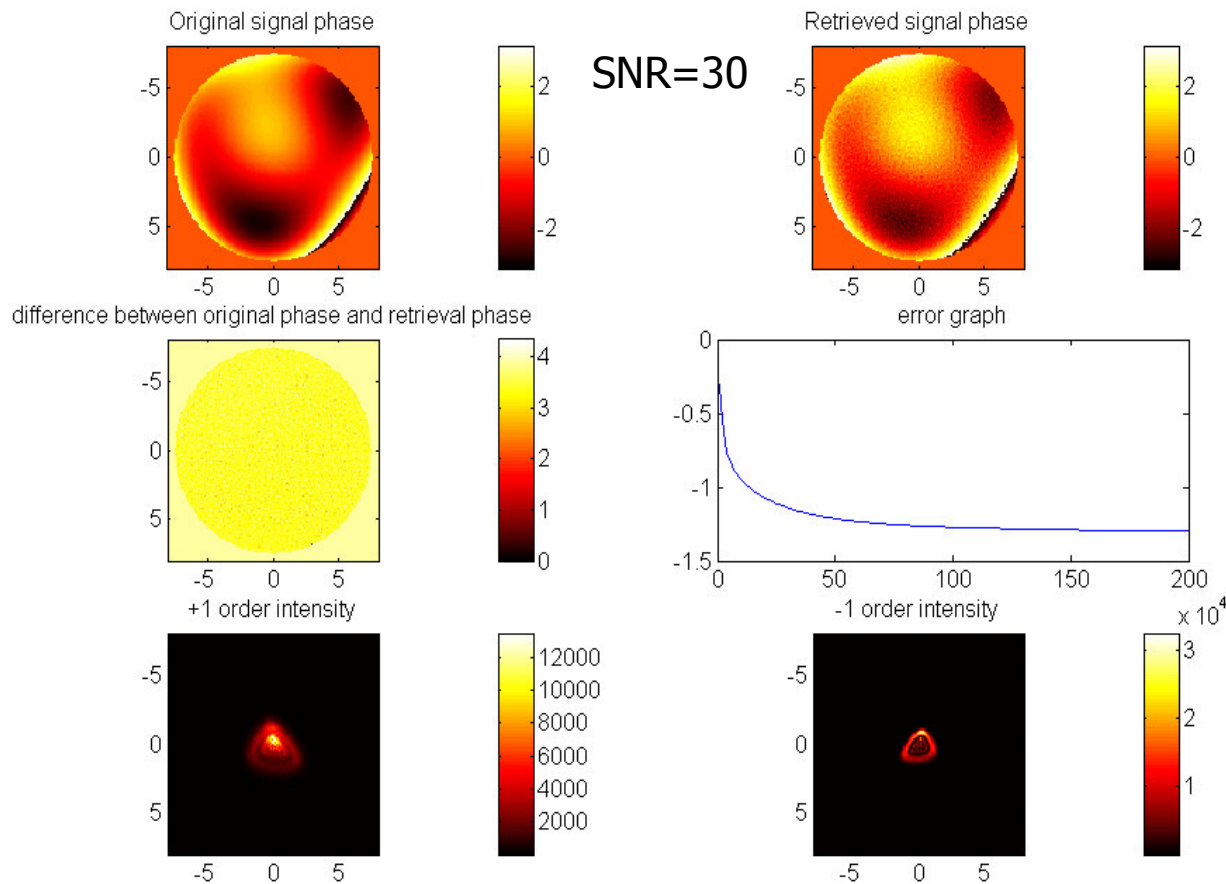 Original signal phase
Retrieved signal phase
SNR=30
-5
0
5
-5 0 5
2
0
-2
-5
0
5
-5 0 5
2
0
-2
difference between original phase and retrieval phase
error graph
-5
0
5
-5 0 5
4
3
2
1
0
0
-0.5
-1
-1.5
0 50 100 150 200
+1 order intensity
-1 order intensity
-5
0
5
-5 0 5
12000
10000
8000
6000
4000
2000
-5
0
5
-5 0 5
x 10⁴
3
2
1